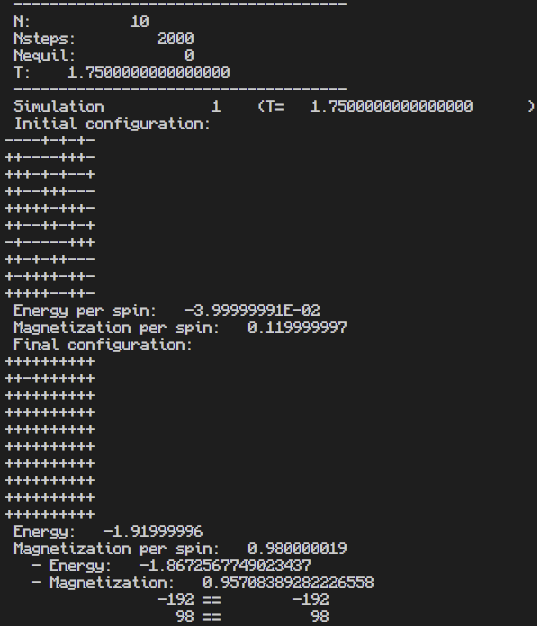 -------------------------------------
N:           10
Nsteps:         2000
Nequil:            0
T:    1.7500000000000000
-------------------------------------
Simulation            1    (T=   1.7500000000000000      )
Initial configuration:
----+-+-+-
++----+++-
+++-+-+--+
++--+++---
+++++-+++-
++--++-+-+
-+-----+++
++-+-++---
+-++++-++-
+++++--++-
Energy per spin:   -3.99999991E-02
Magnetization per spin:   0.119999997
Final configuration:
++++++++++
++-+++++++
++++++++++
++++++++++
++++++++++
++++++++++
++++++++++
++++++++++
++++++++++
++++++++++
Energy:   -1.91999996
Magnetization per spin:   0.980000019
- Energy:   -1.8672567749023437
- Magnetization:   0.95708389282226558
-192 ==        -192
98 ==          98